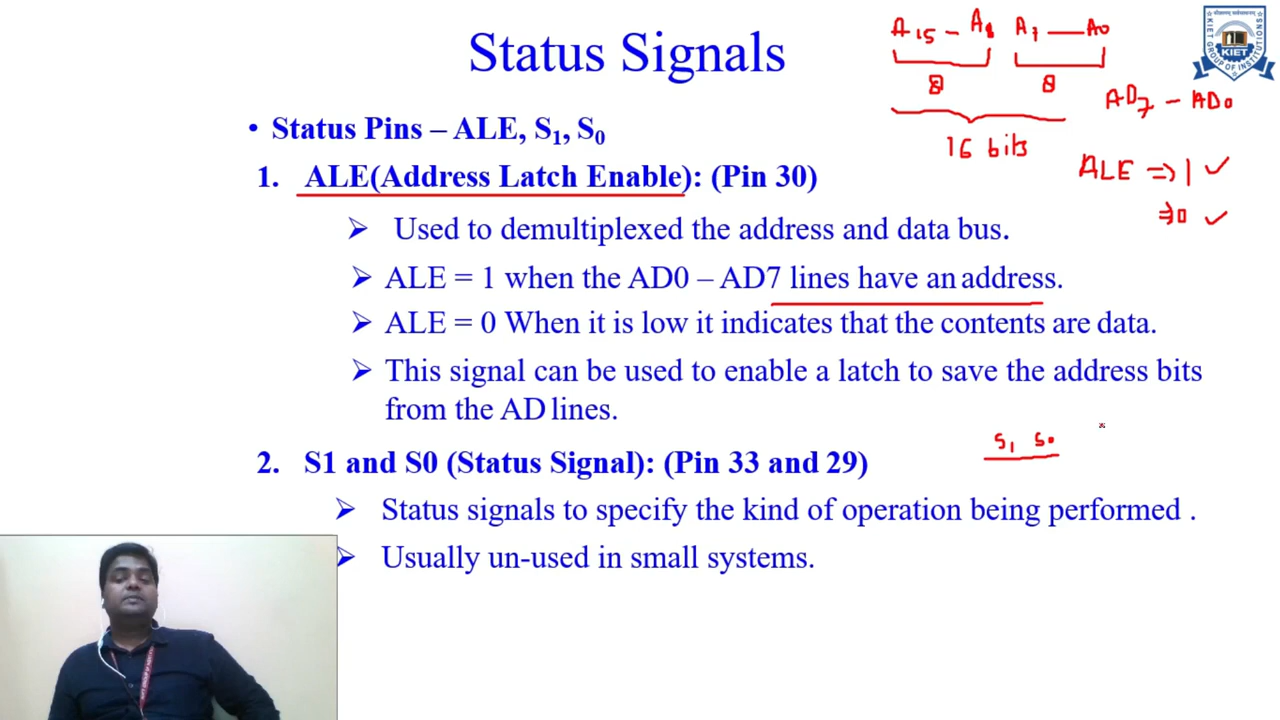 Status Signals
A15 - A8 A7 — A0
8 8
16 bits
AD7 - AD0
ALE => 1 ✓
=> 0 ✓
• Status Pins – ALE, S1, S0
1. ALE(Address Latch Enable): (Pin 30)
➢ Used to demultiplexed the address and data bus.
➢ ALE = 1 when the AD0 – AD7 lines have an address.
➢ ALE = 0 When it is low it indicates that the contents are data.
➢ This signal can be used to enable a latch to save the address bits
from the AD lines.
S1 S0
2. S1 and S0 (Status Signal): (Pin 33 and 29)
➢ Status signals to specify the kind of operation being performed .
➢ Usually un-used in small systems.
KIET
KIET GROUP OF INSTITUTIONS